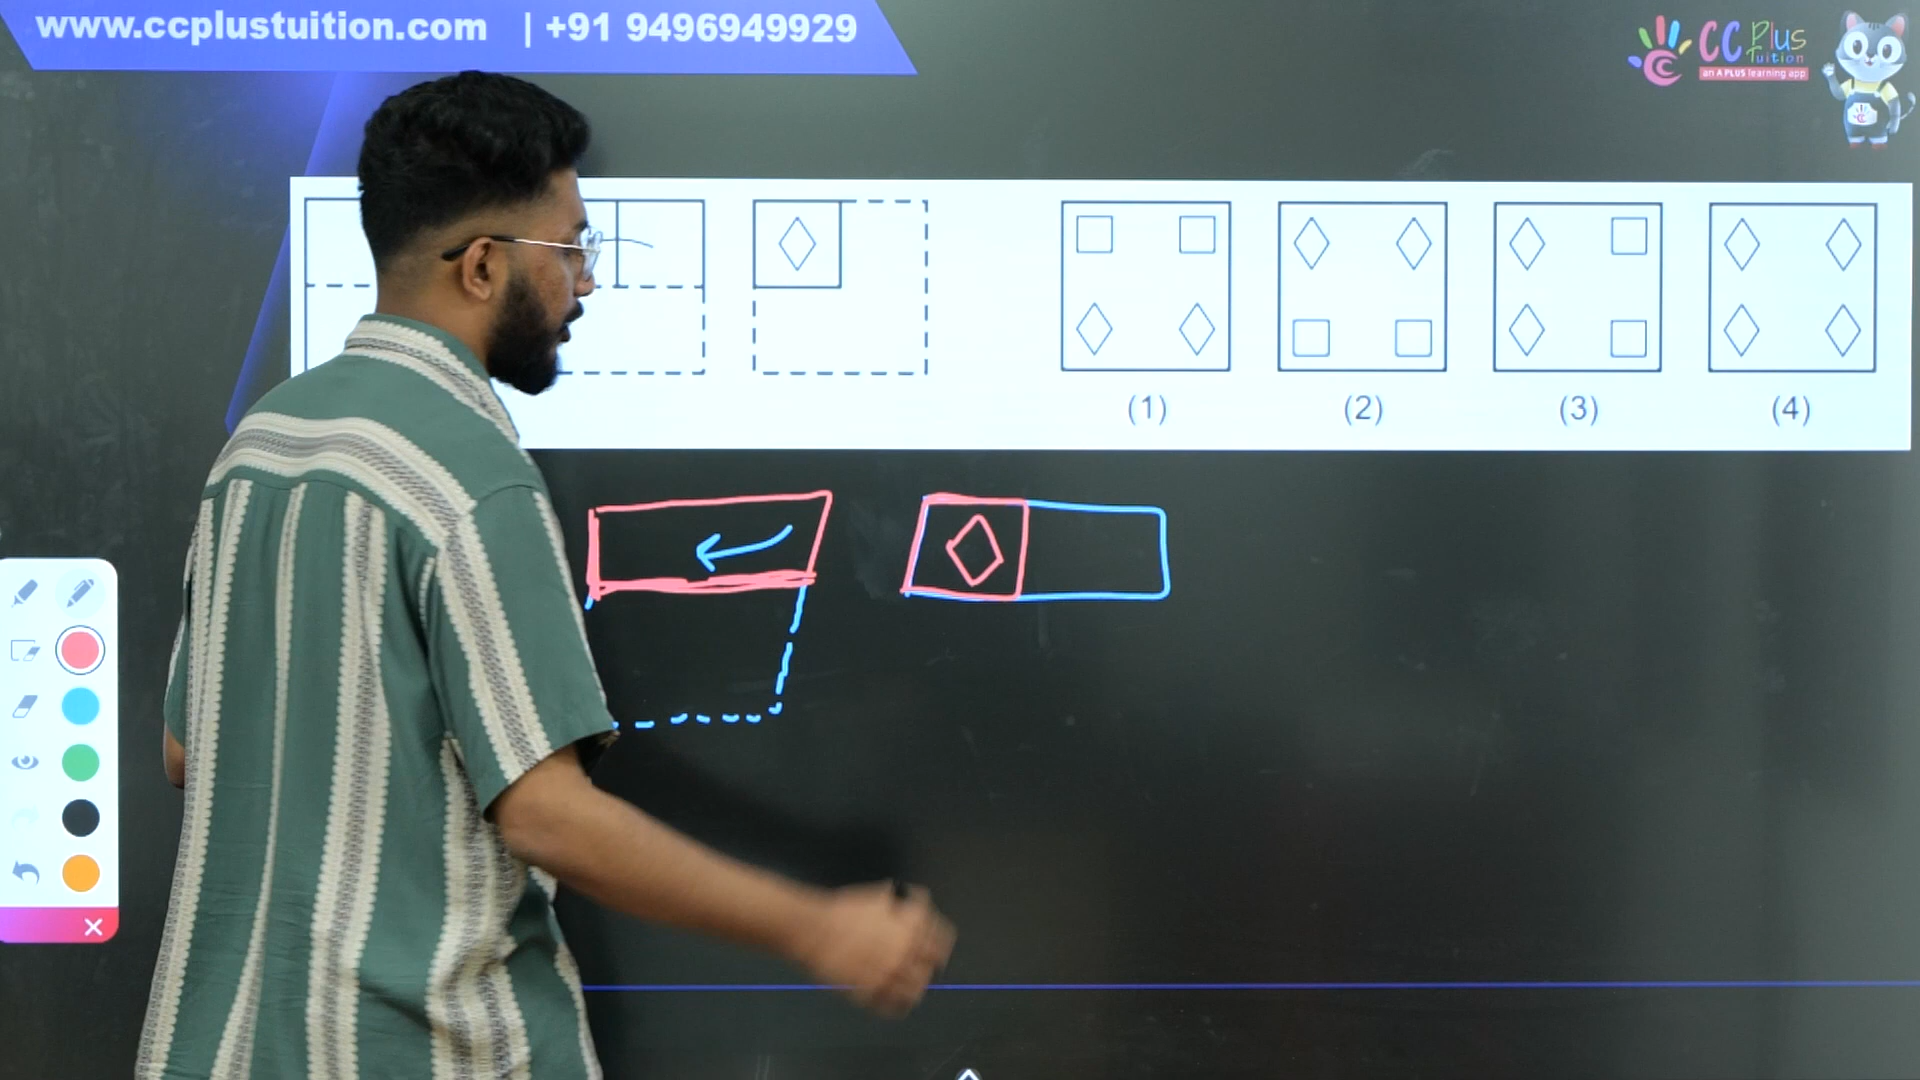 www.ccplustuition.com | +91 9496949929
CC Plus
Tuition
an A PLUS learning app
(1) (2) (3) (4)